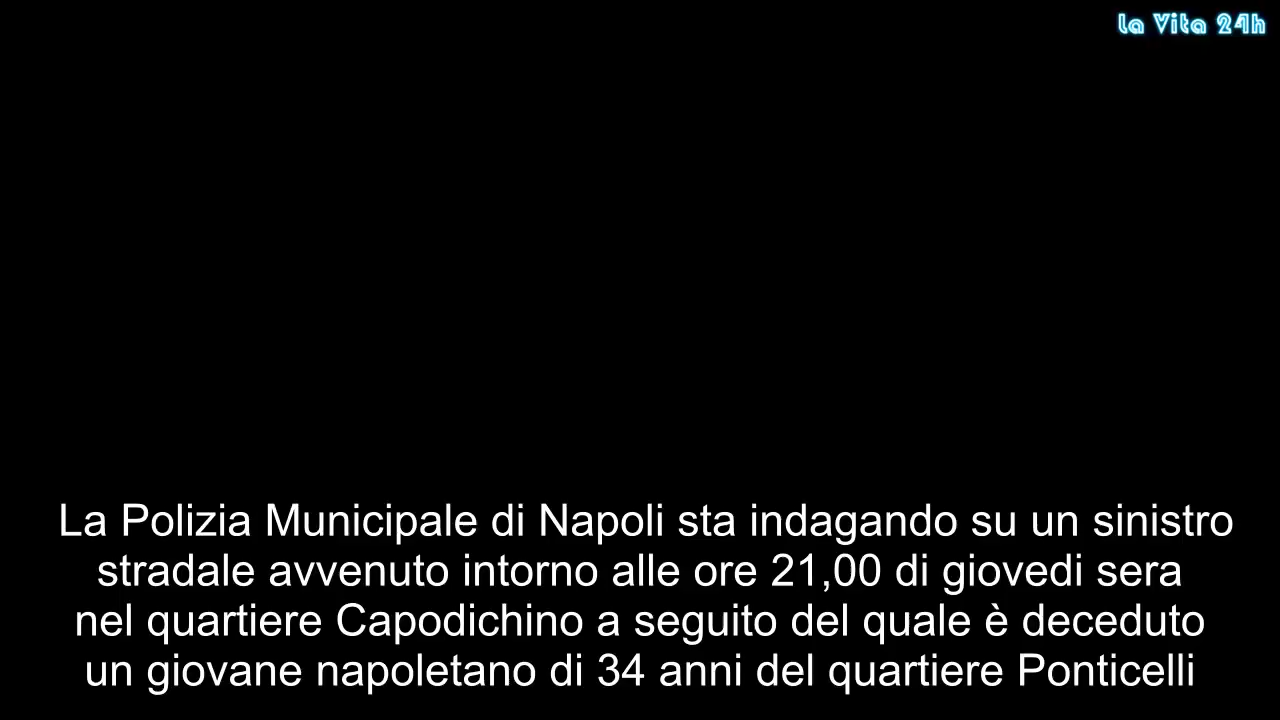 La Vita 24h
La Polizia Municipale di Napoli sta indagando su un sinistro
stradale avvenuto intorno alle ore 21,00 di giovedi sera
nel quartiere Capodichino a seguito del quale è deceduto
un giovane napoletano di 34 anni del quartiere Ponticelli